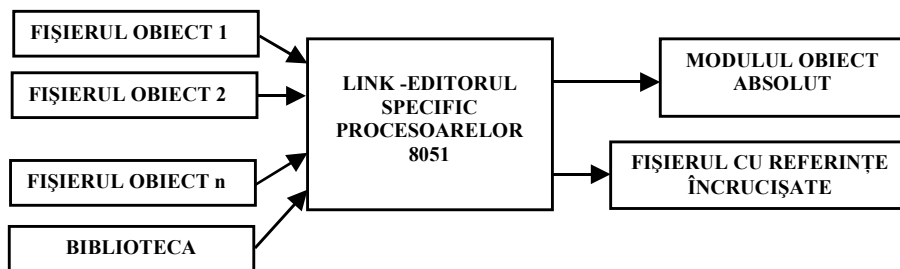 FIŞIERUL OBIECT 1
FIŞIERUL OBIECT 2
FIŞIERUL OBIECT n
BIBLIOTECA
LINK -EDITORUL
SPECIFIC
PROCESOARELOR
8051
MODULUL OBIECT
ABSOLUT
FIŞIERUL CU REFERINŢE
ÎNCRUCIŞATE